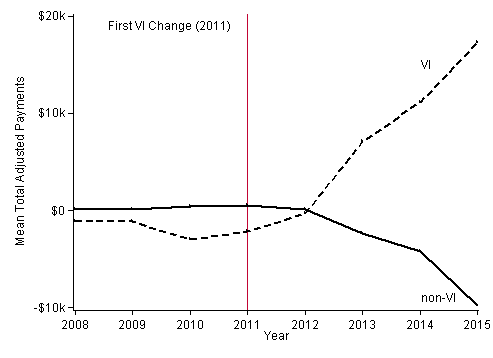 $20k
First VI Change (2011)
VI
$10k
Mean Total Adjusted Payments
$0
non-VI
-$10k
2008 2009 2010 2011 2012 2013 2014 2015
Year